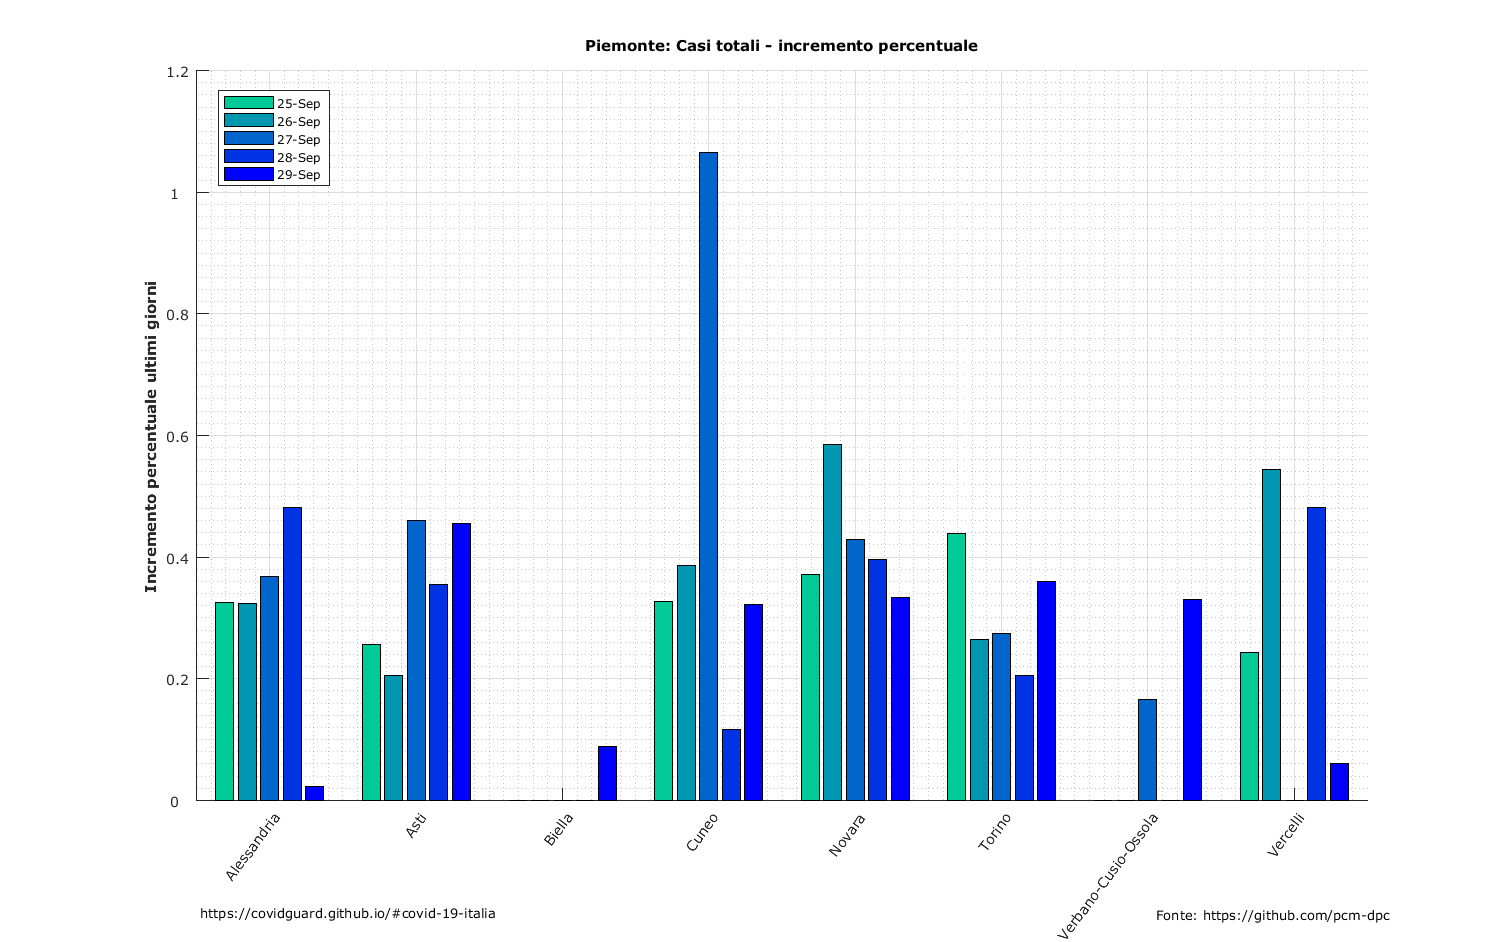 Piemonte: Casi totali - incremento percentuale
1.2
1
0.8
0.6
0.4
0.2
0
Incremento percentuale ultimi giorni
25-Sep
26-Sep
27-Sep
28-Sep
29-Sep
Alessandria
Asti
Biella
Cuneo
Novara
Torino
Verbano-Cusio-Ossola
Vercelli
https://covidguard.github.io/#covid-19-italia
Fonte: https://github.com/pcm-dpc